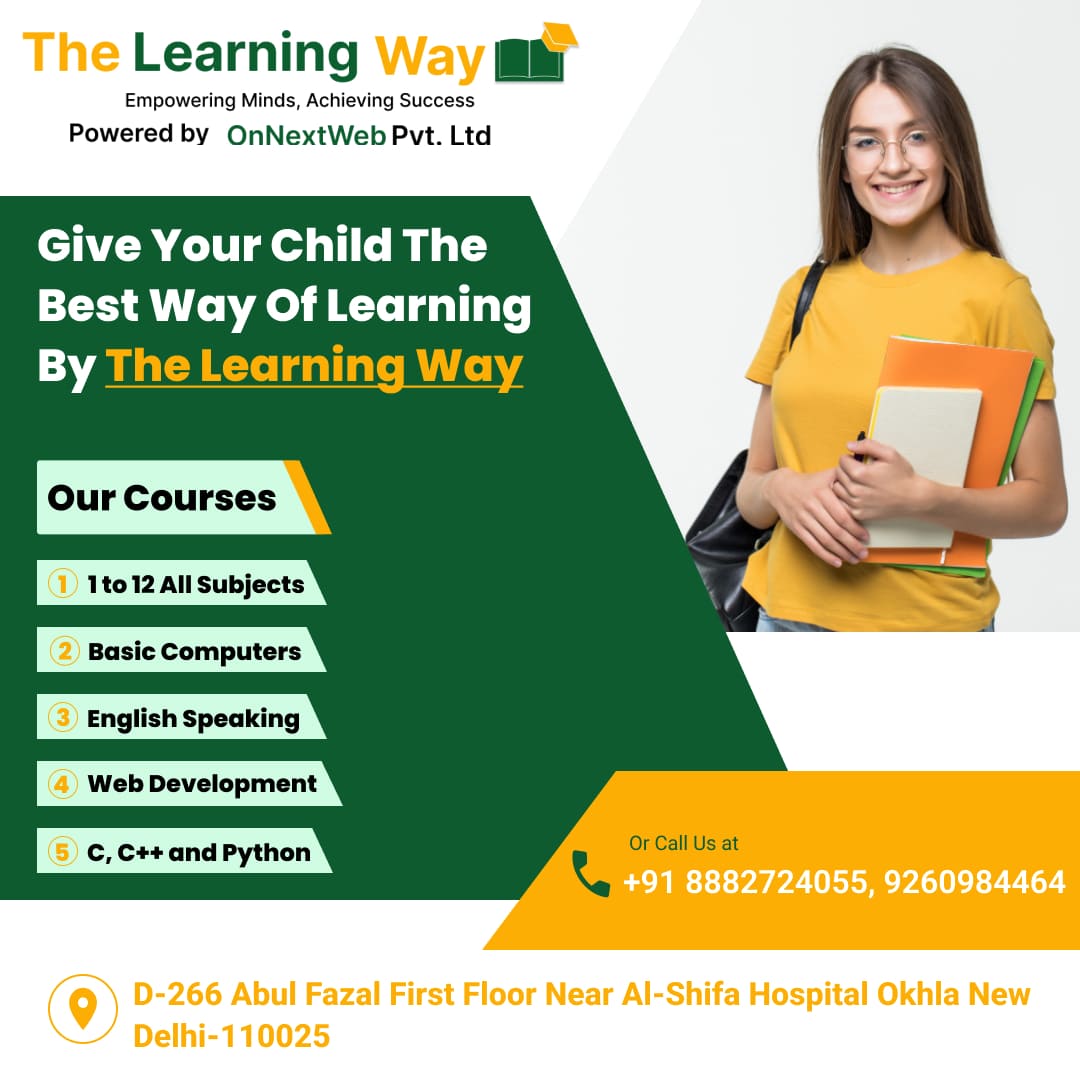 The Learning Way
Empowering Minds, Achieving Success
Powered by OnNextWeb Pvt. Ltd
Give Your Child The
Best Way Of Learning
By The Learning Way
Our Courses
1 1 to 12 All Subjects
2 Basic Computers
3 English Speaking
4 Web Development
5 C, C++ and Python
Or Call Us at
+91 8882724055, 9260984464
D-266 Abul Fazal First Floor Near Al-Shifa Hospital Okhla New
Delhi-110025